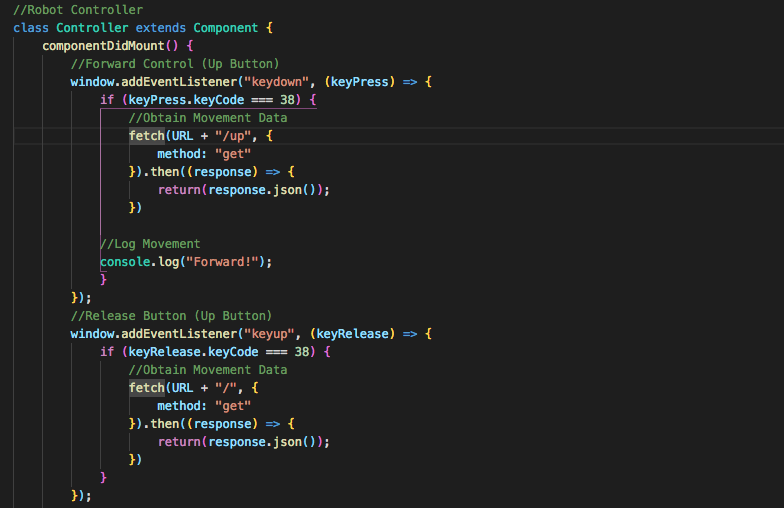 //Robot Controller
class Controller extends Component {
    componentDidMount() {
        //Forward Control (Up Button)
        window.addEventListener("keydown", (keyPress) => {
            if (keyPress.keyCode === 38) {
                //Obtain Movement Data
                fetch(URL + "/up", {
                    method: "get"
                }).then((response) => {
                    return(response.json());
                })

            //Log Movement
            console.log("Forward!");
            }
        });
        //Release Button (Up Button)
        window.addEventListener("keyup", (keyRelease) => {
            if (keyRelease.keyCode === 38) {
                //Obtain Movement Data
                fetch(URL + "/", {
                    method: "get"
                }).then((response) => {
                    return(response.json());
                })
            }
        });